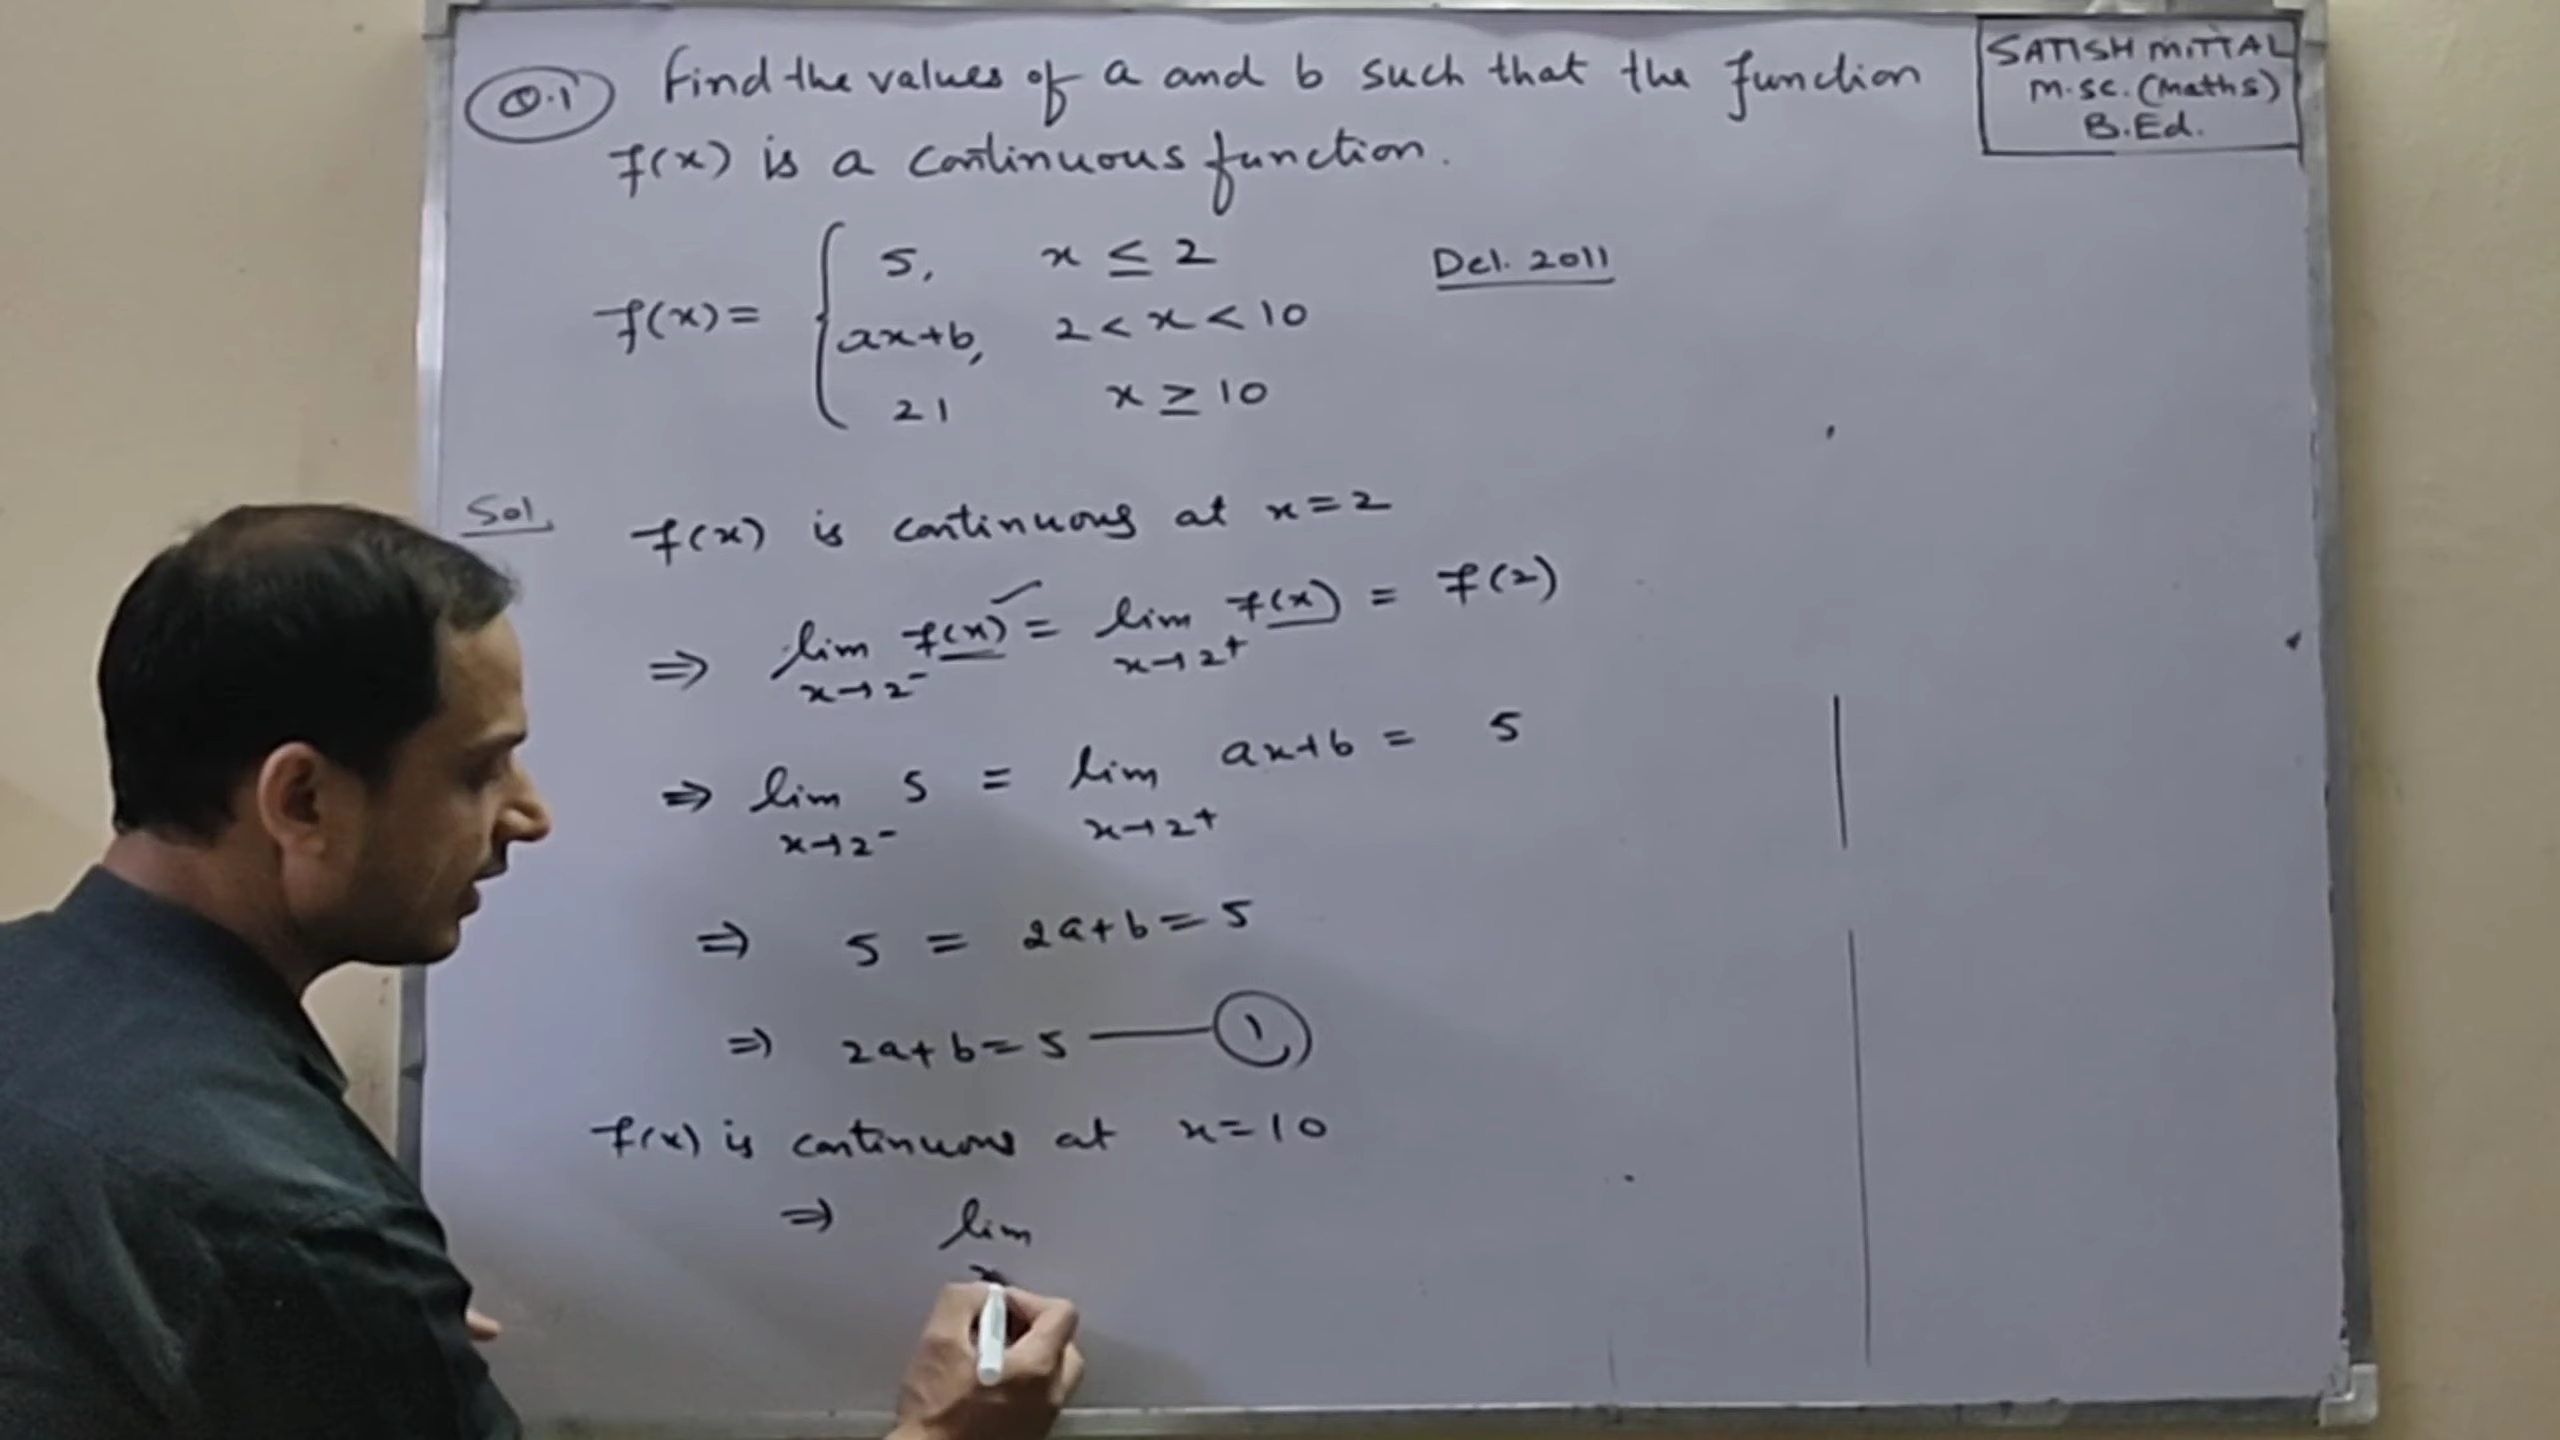 Q.1 Find the values of a and b such that the function
f(x) is a continuous function.
SATISH MITTAL
M.SC. (Maths)
B.Ed.
f(x) = { 5, x ≤ 2
ax+b, 2 < x < 10
21 x ≥ 10
Del. 2011
Sol. f(x) is continuous at x=2
⇒ lim x→2⁻ f(x) = lim x→2⁺ f(x) = f(2)
⇒ lim x→2⁻ 5 = lim x→2⁺ ax+b = 5
⇒ 5 = 2a+b = 5
⇒ 2a+b=5 — 1
f(x) is continuous at x=10
⇒ lim
x